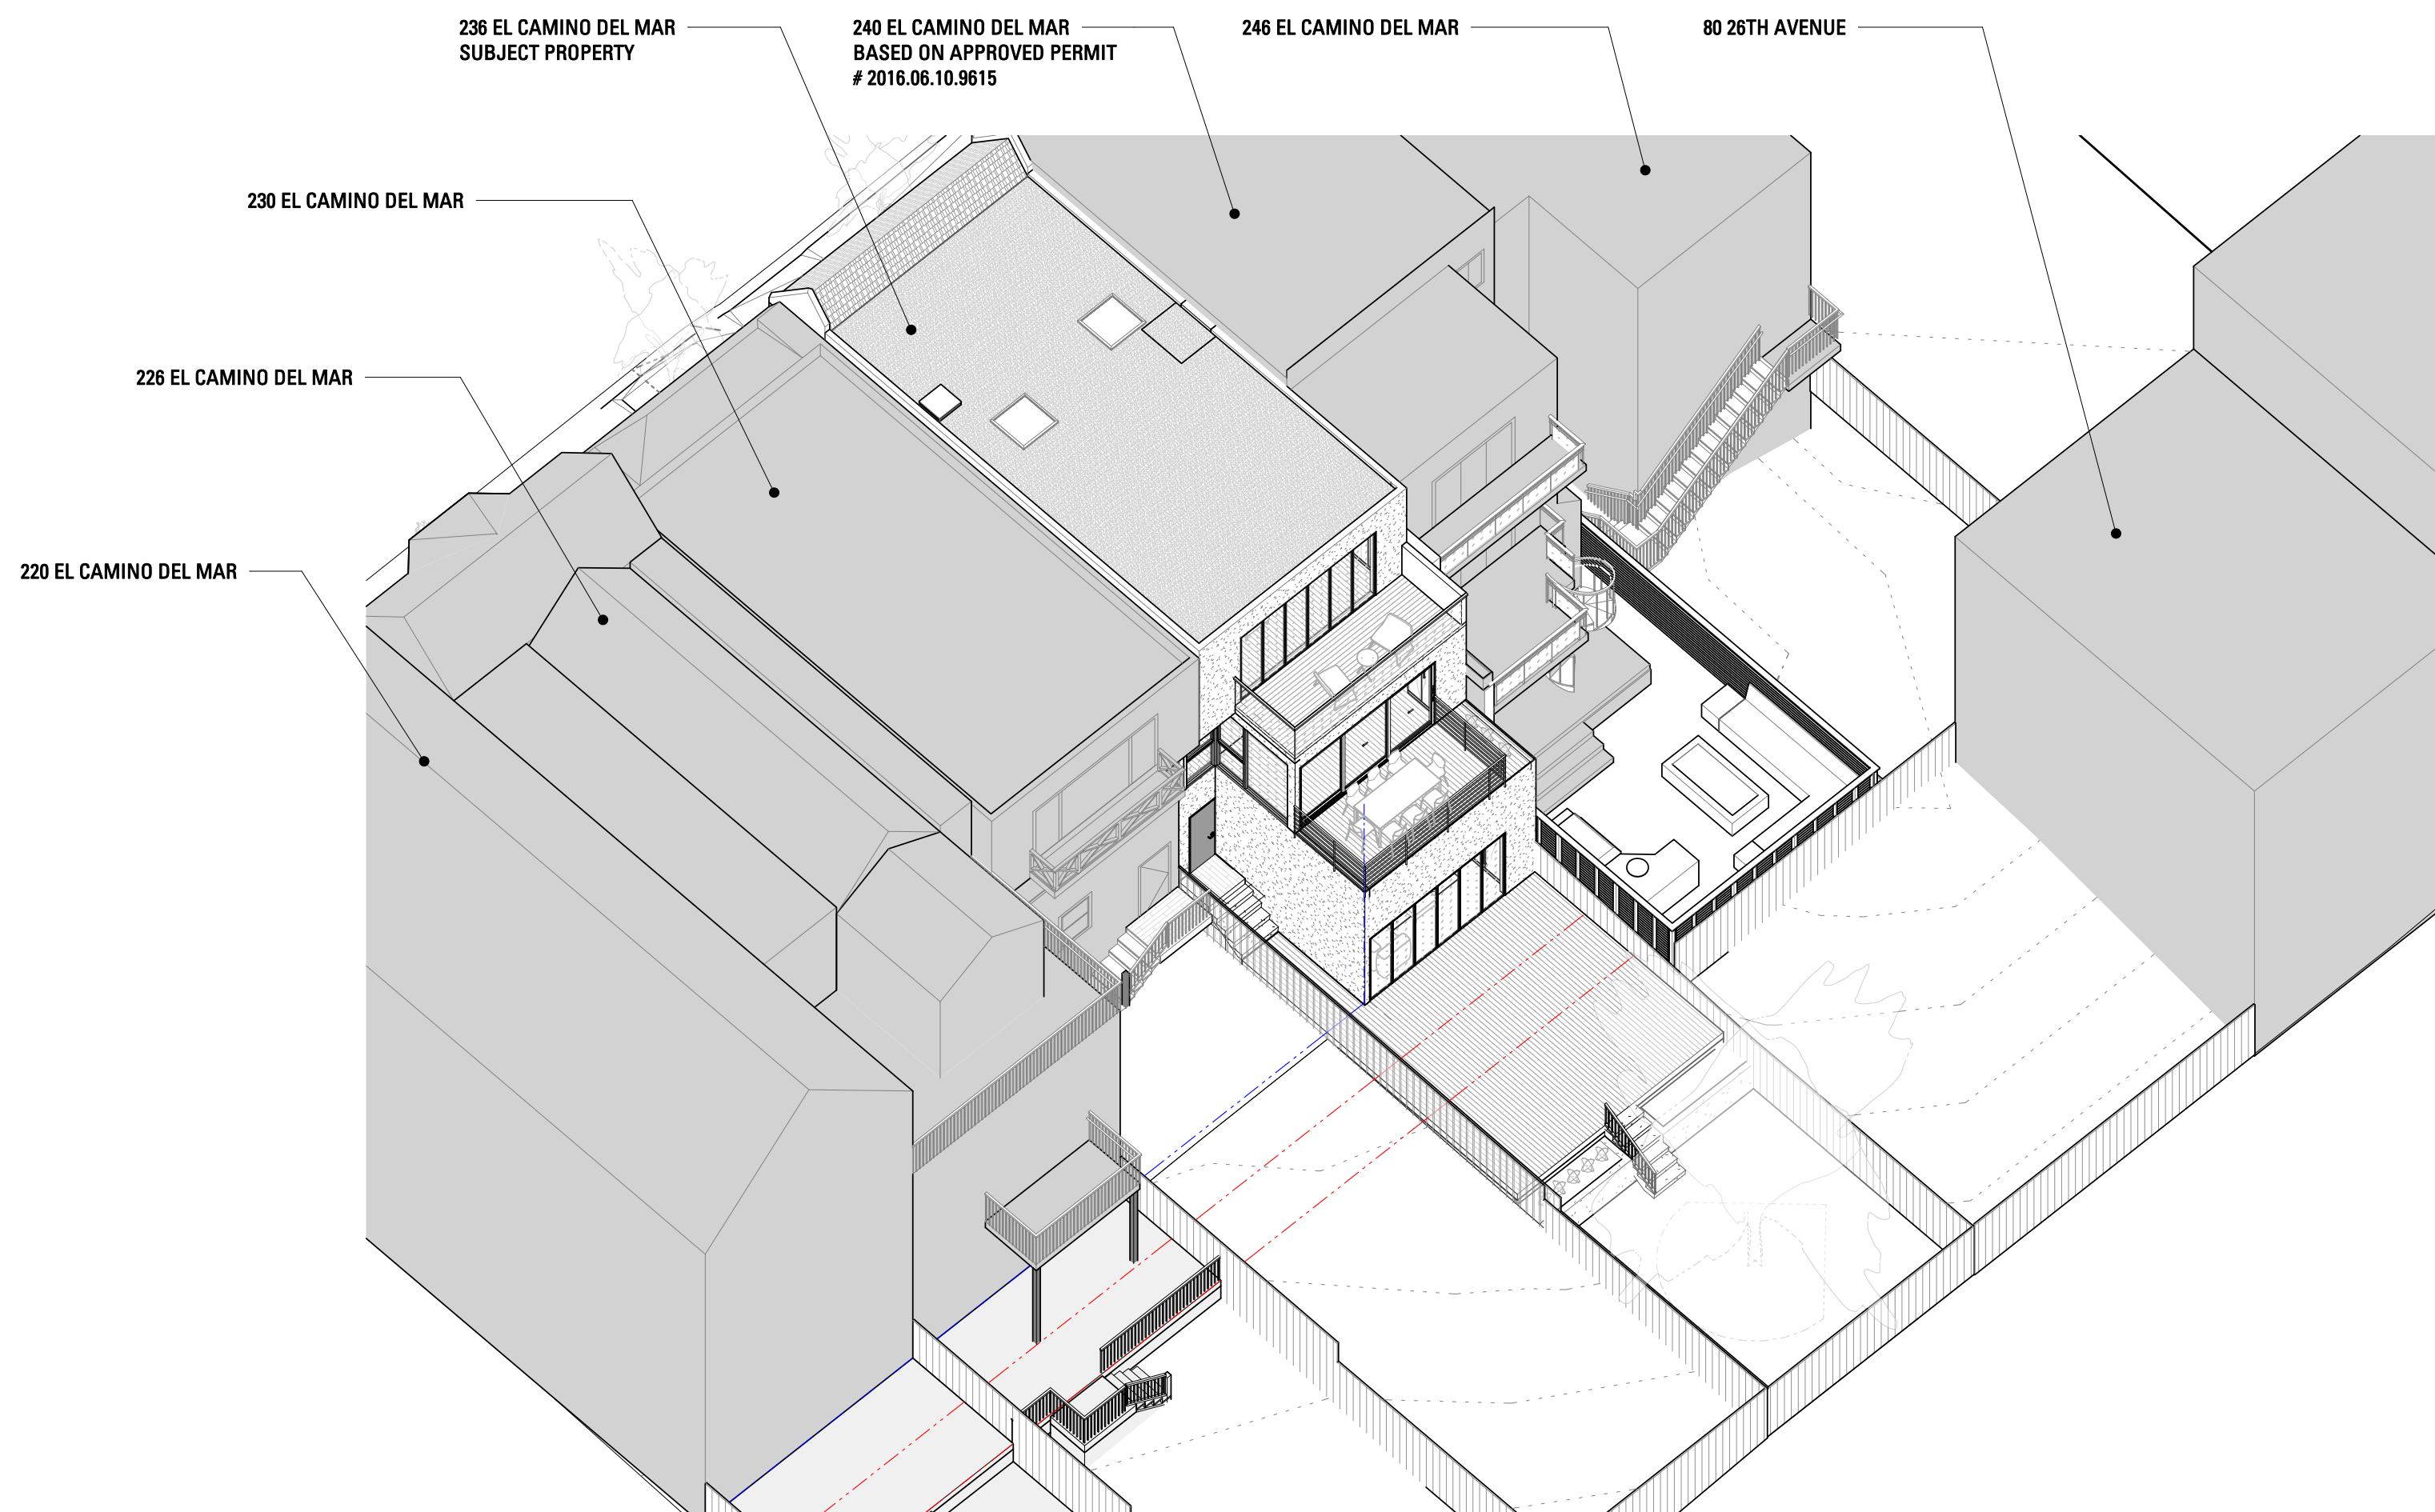 236 EL CAMINO DEL MAR
SUBJECT PROPERTY
240 EL CAMINO DEL MAR
BASED ON APPROVED PERMIT
# 2016.06.10.9615
246 EL CAMINO DEL MAR
80 26TH AVENUE
230 EL CAMINO DEL MAR
226 EL CAMINO DEL MAR
220 EL CAMINO DEL MAR